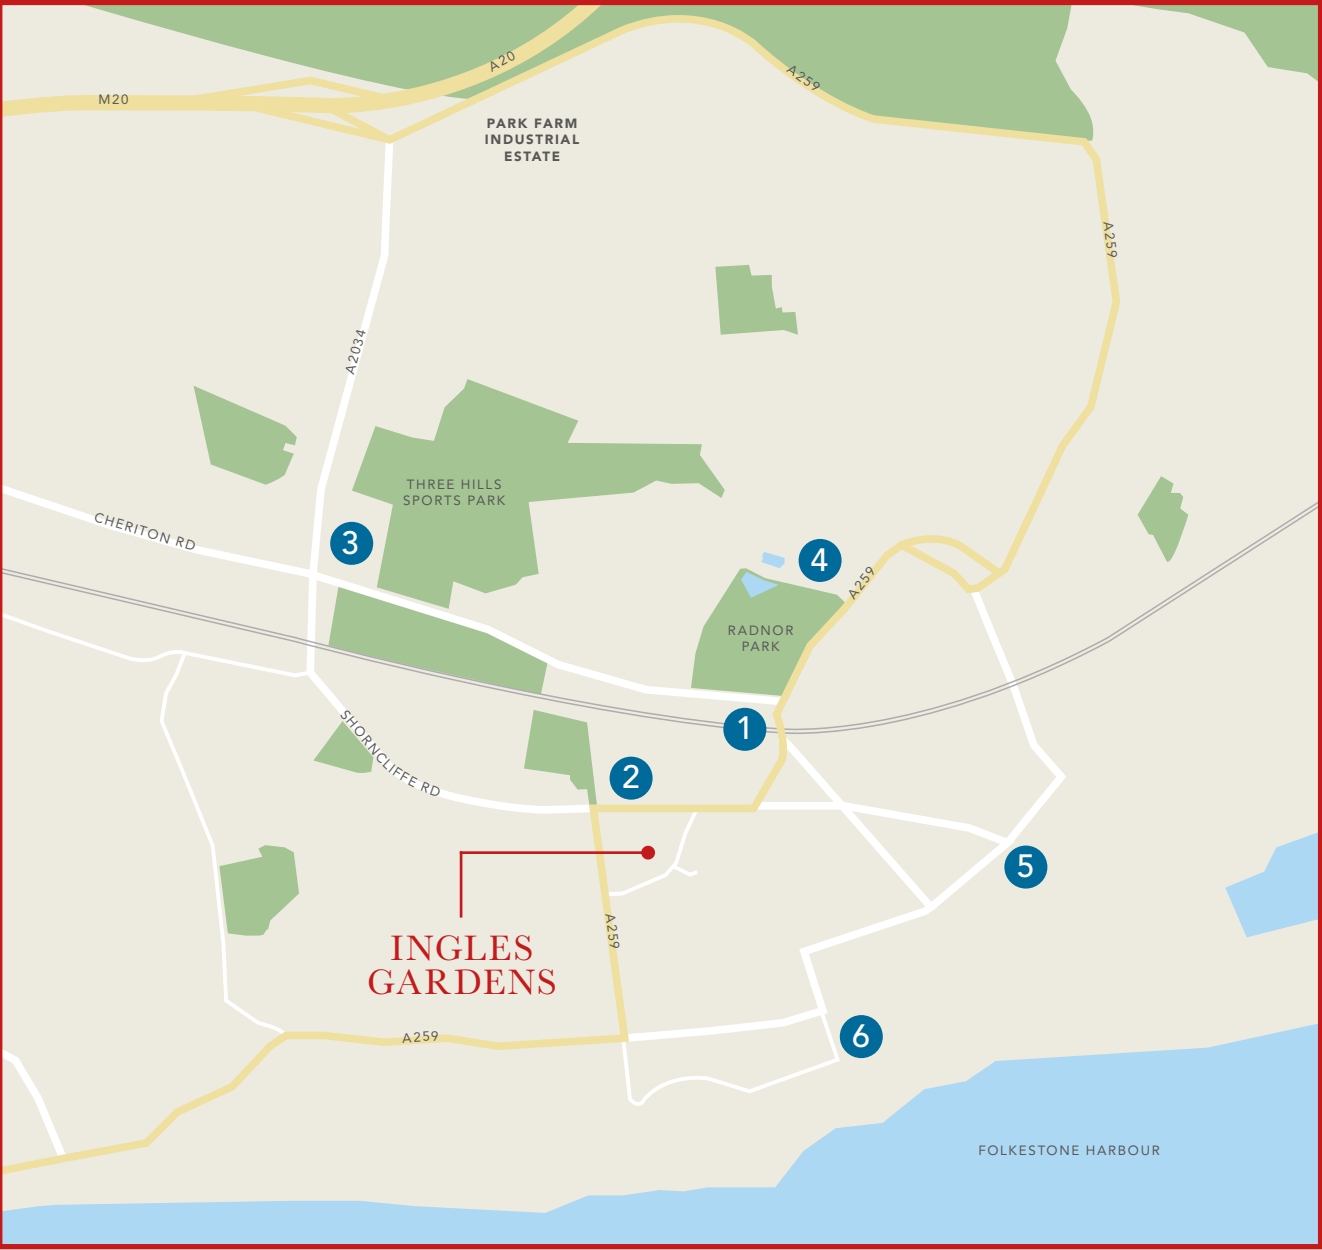 A20
A259
M20
PARK FARM
INDUSTRIAL
ESTATE
A259
A2034
THREE HILLS
SPORTS PARK
CHERITON RD
3
4
A259
RADNOR
PARK
1
SHORNCLIFFE RD
2
5
A259
INGLES
GARDENS
A259
6
FOLKESTONE HARBOUR